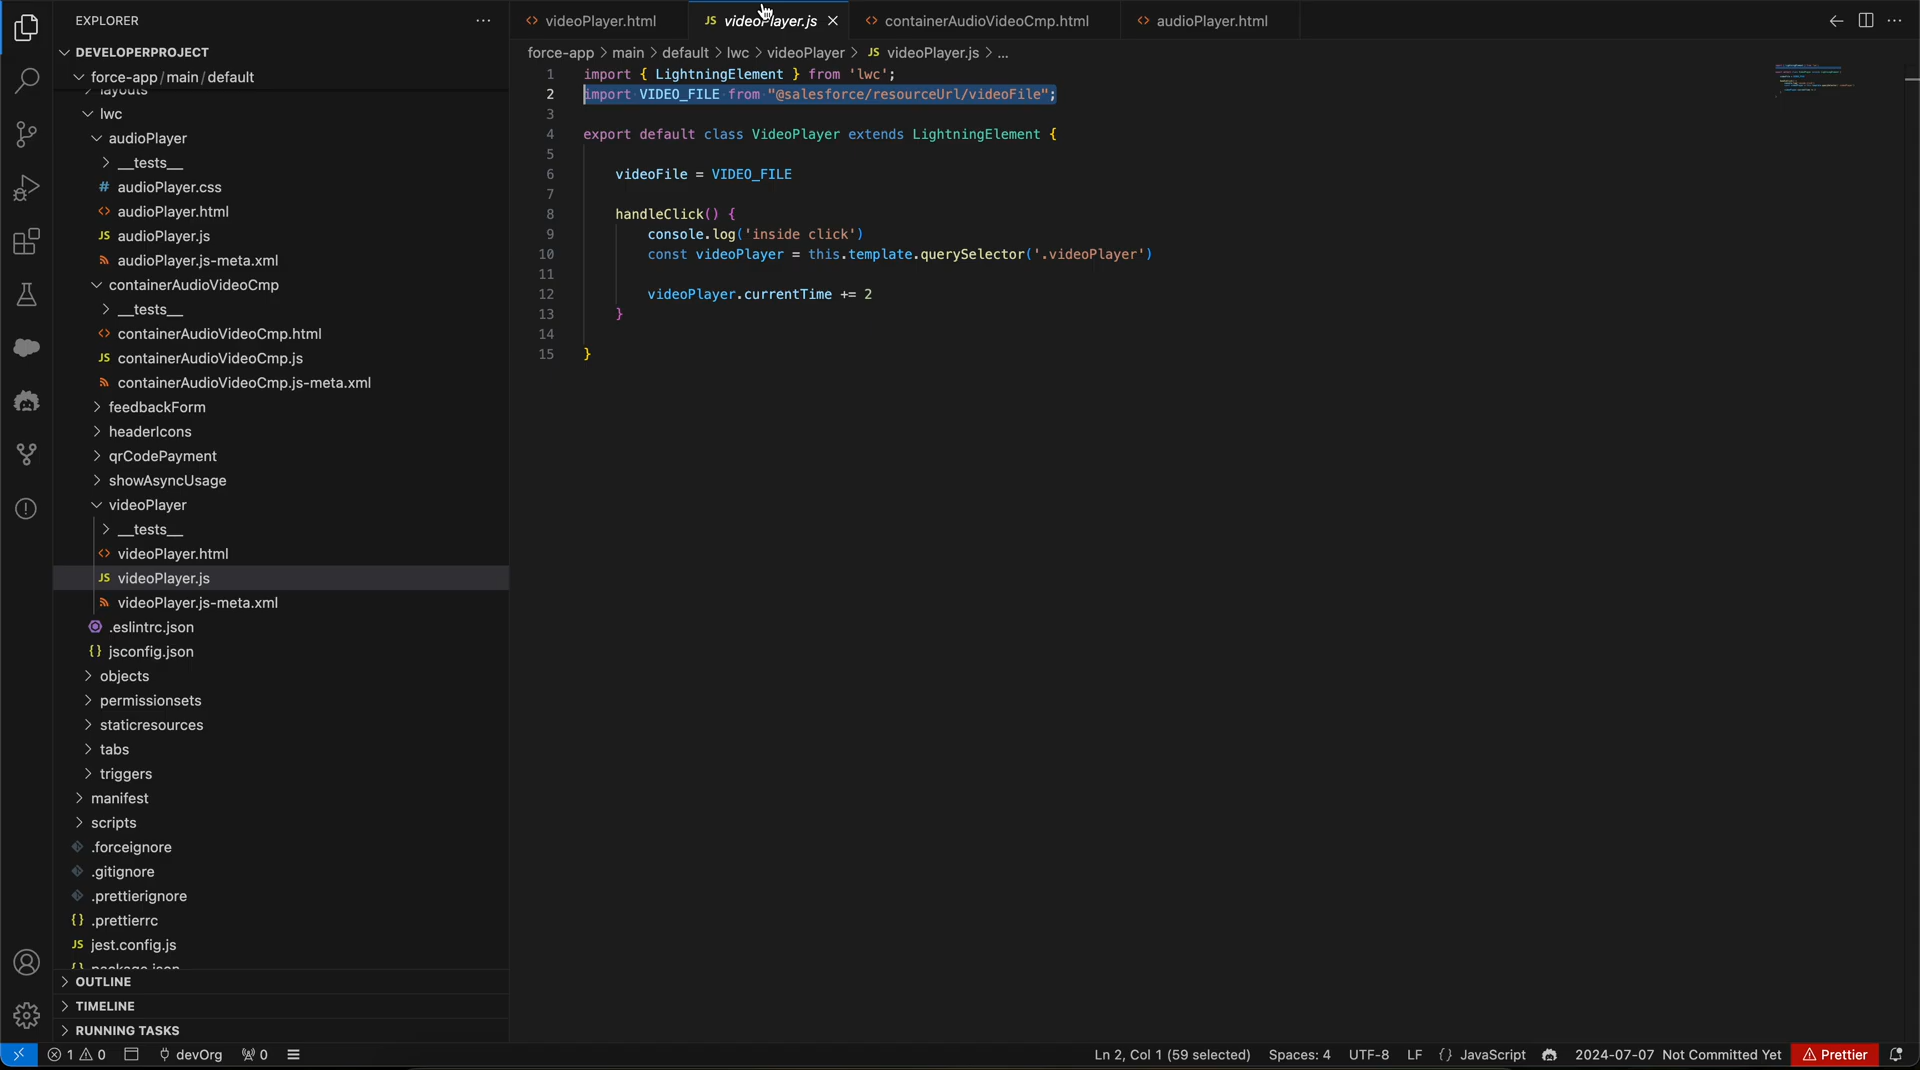 EXPLORER
DEVELOPERPROJECT
force-app / main / default
layouts
lwc
audioPlayer
__tests__
# audioPlayer.css
<> audioPlayer.html
JS audioPlayer.js
audioPlayer.js-meta.xml
containerAudioVideoCmp
__tests__
<> containerAudioVideoCmp.html
JS containerAudioVideoCmp.js
containerAudioVideoCmp.js-meta.xml
feedbackForm
headerIcons
qrCodePayment
showAsyncUsage
videoPlayer
__tests__
<> videoPlayer.html
JS videoPlayer.js
videoPlayer.js-meta.xml
.eslintrc.json
{} jsconfig.json
objects
permissionsets
staticresources
tabs
triggers
manifest
scripts
.forceignore
.gitignore
.prettierignore
{} .prettierrc
JS jest.config.js
{} package.json
OUTLINE
TIMELINE
RUNNING TASKS
<> videoPlayer.html JS videoPlayer.js <> containerAudioVideoCmp.html <> audioPlayer.html
force-app > main > default > lwc > videoPlayer > JS videoPlayer.js > ...
1 import { LightningElement } from 'lwc';
2 import VIDEO_FILE from "@salesforce/resourceUrl/videoFile";
3
4 export default class VideoPlayer extends LightningElement {
5
6 videoFile = VIDEO_FILE
7
8 handleClick() {
9 console.log('inside click')
10 const videoPlayer = this.template.querySelector('.videoPlayer')
11
12 videoPlayer.currentTime += 2
13 }
14
15 }
1 0 devOrg 0 Ln 2, Col 1 (59 selected) Spaces: 4 UTF-8 LF {} JavaScript 2024-07-07 Not Committed Yet Prettier